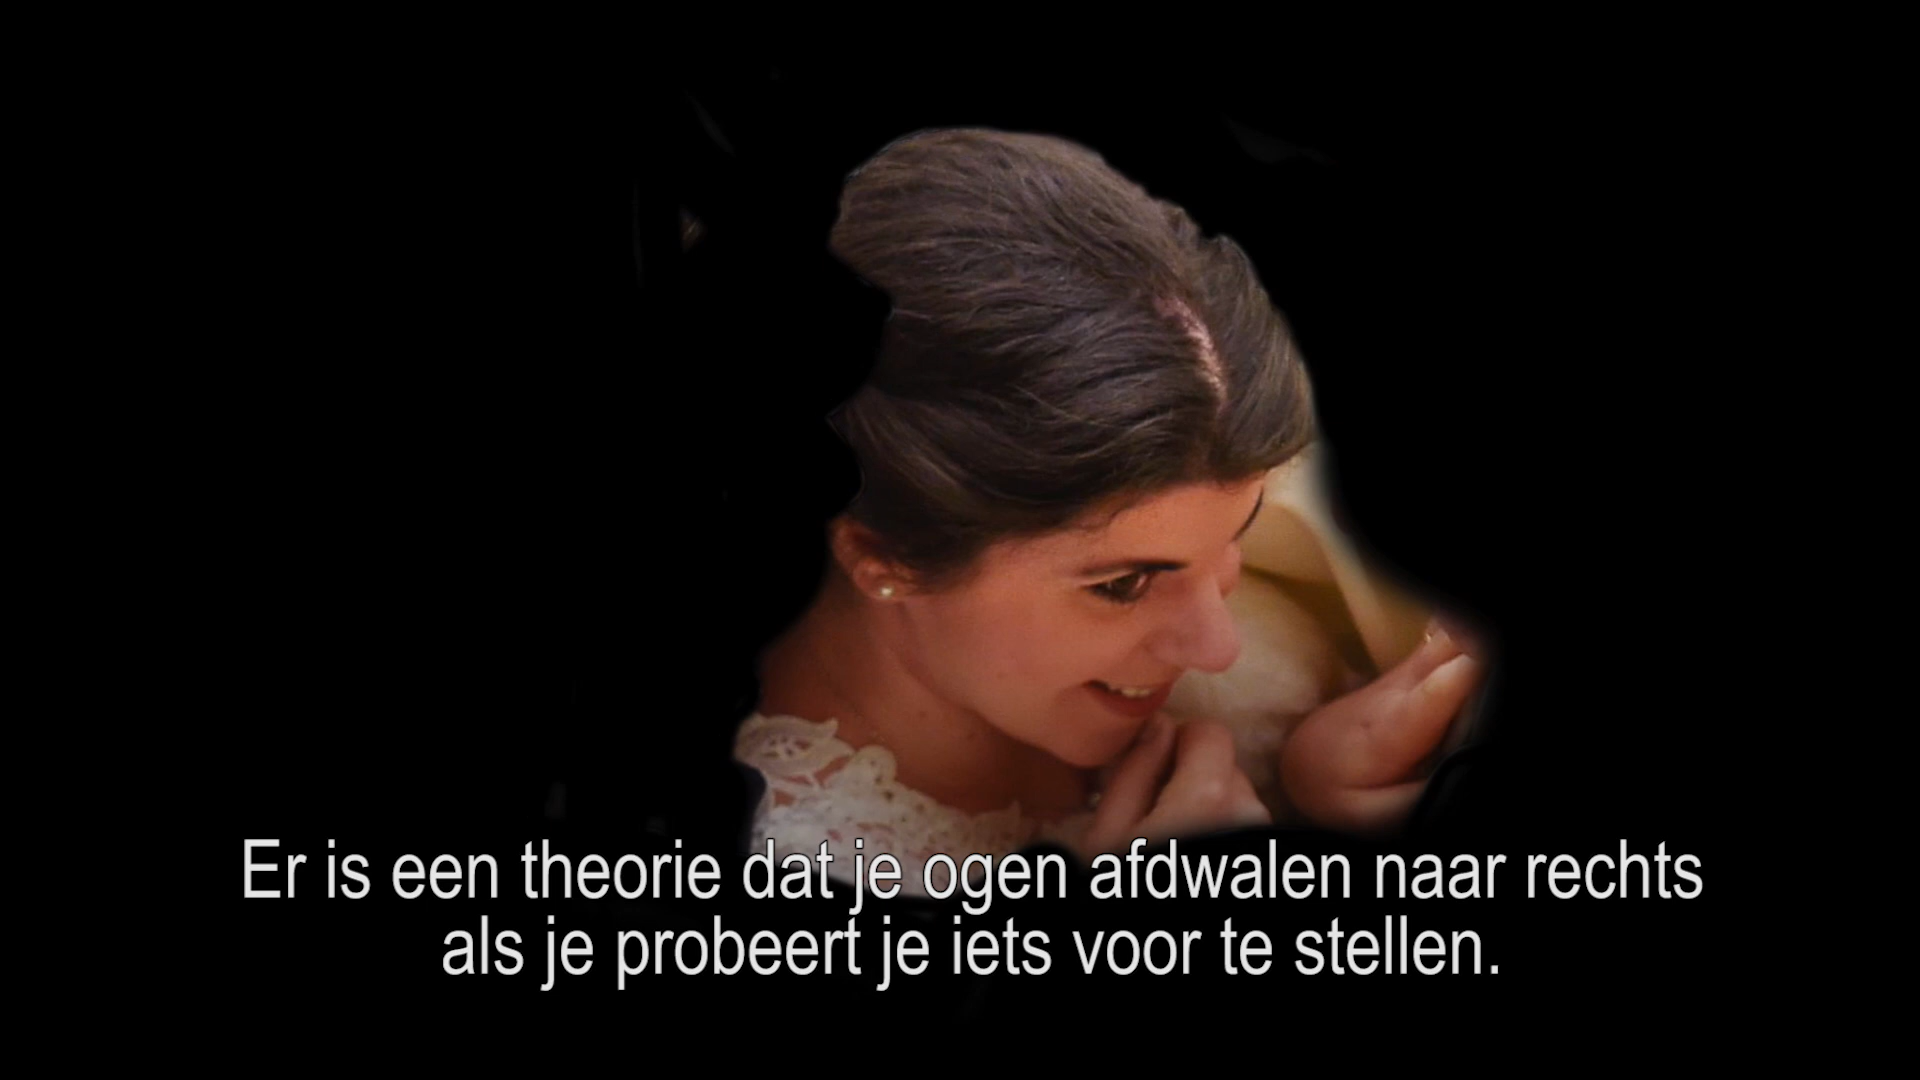 Er is een theorie dat je ogen afdwalen naar rechts
als je probeert je iets voor te stellen.